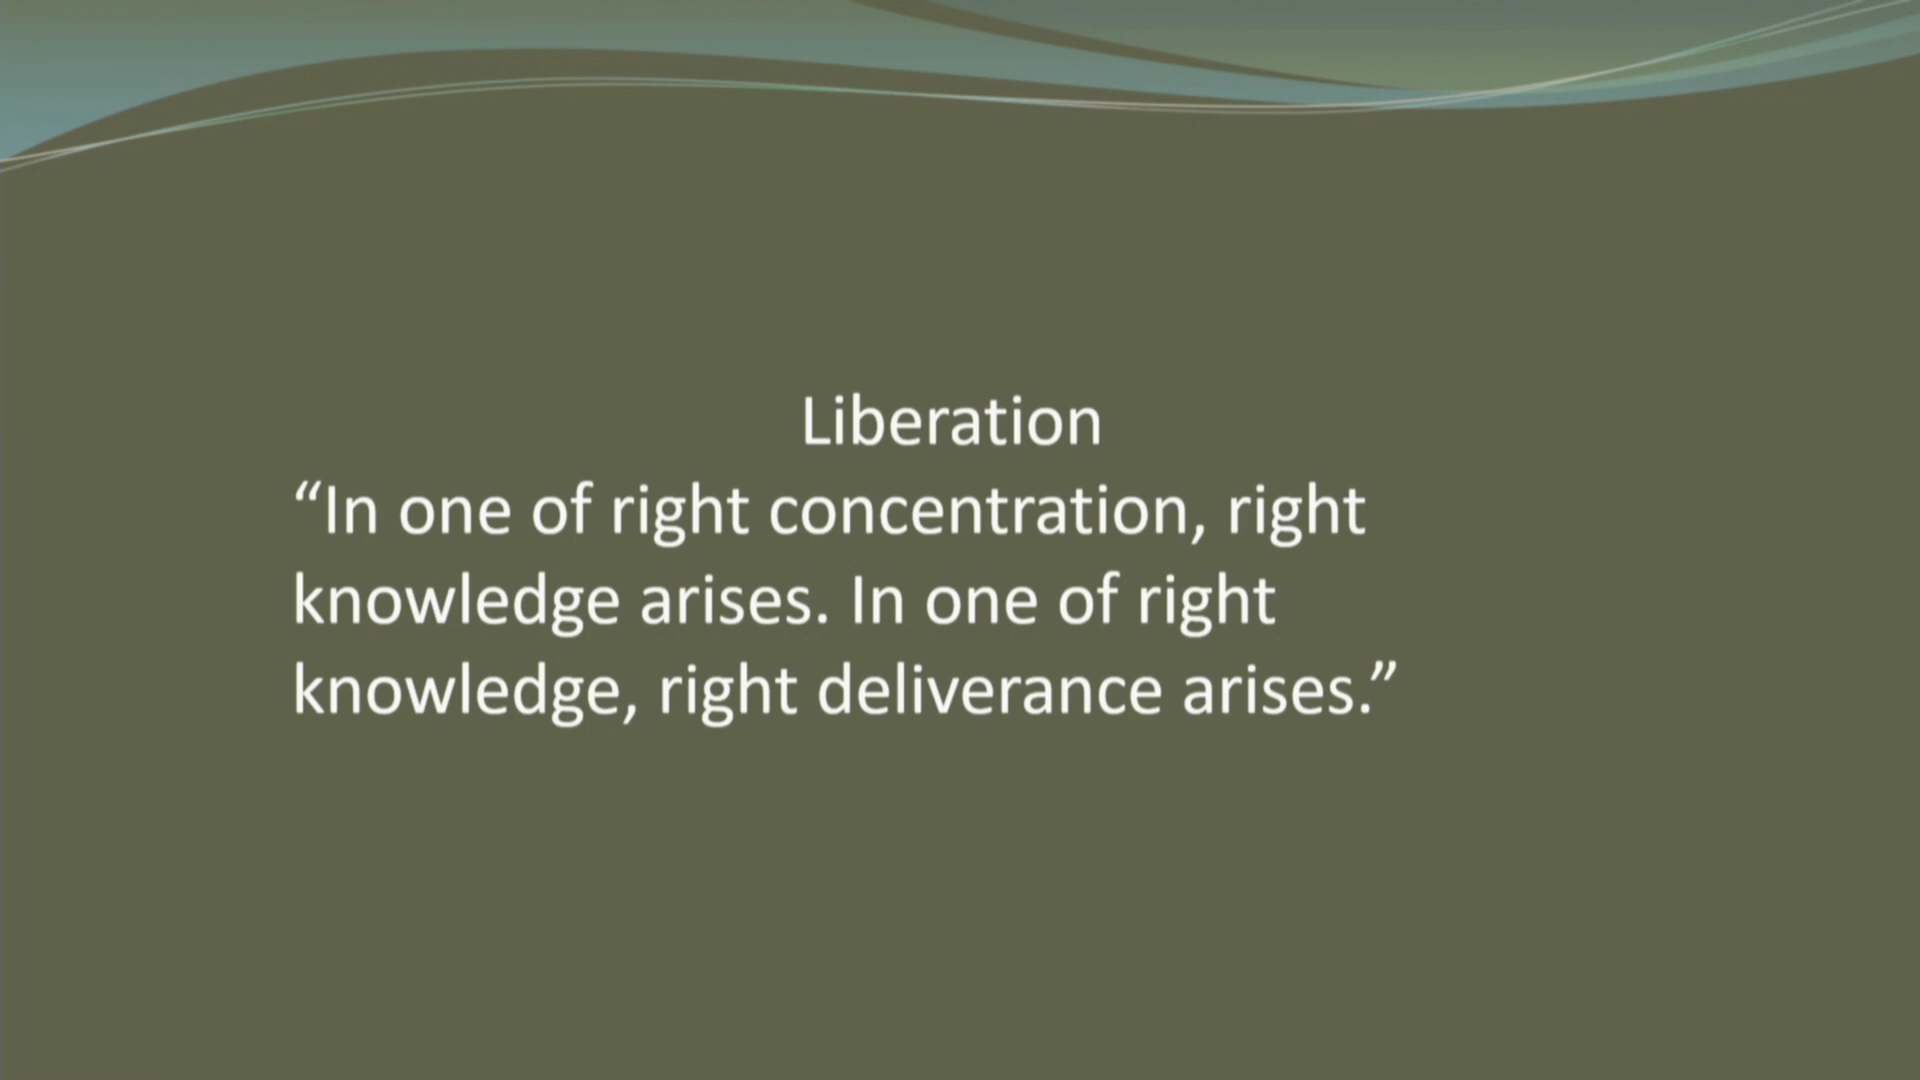 Liberation
“In one of right concentration, right
knowledge arises. In one of right
knowledge, right deliverance arises.”